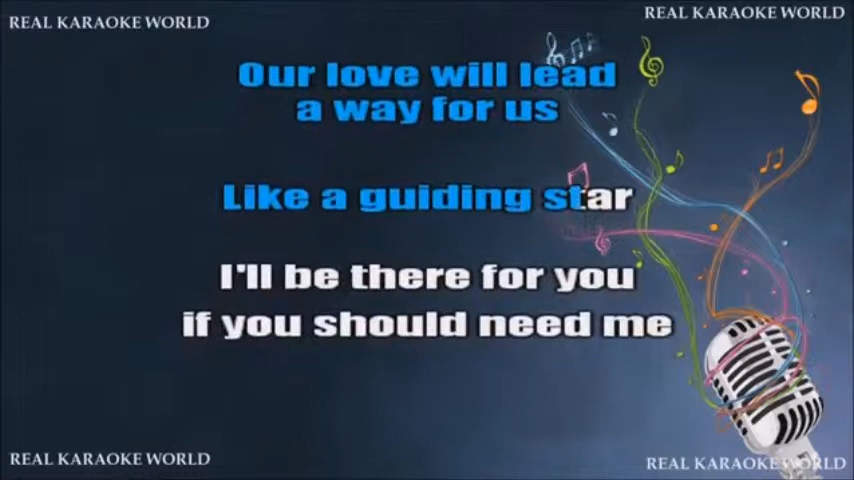 REAL KARAOKE WORLD
REAL KARAOKE WORLD
Our love will lead
a way for us
Like a guiding star
I'll be there for you
if you should need me
REAL KARAOKE WORLD
REAL KARAOKE WORLD